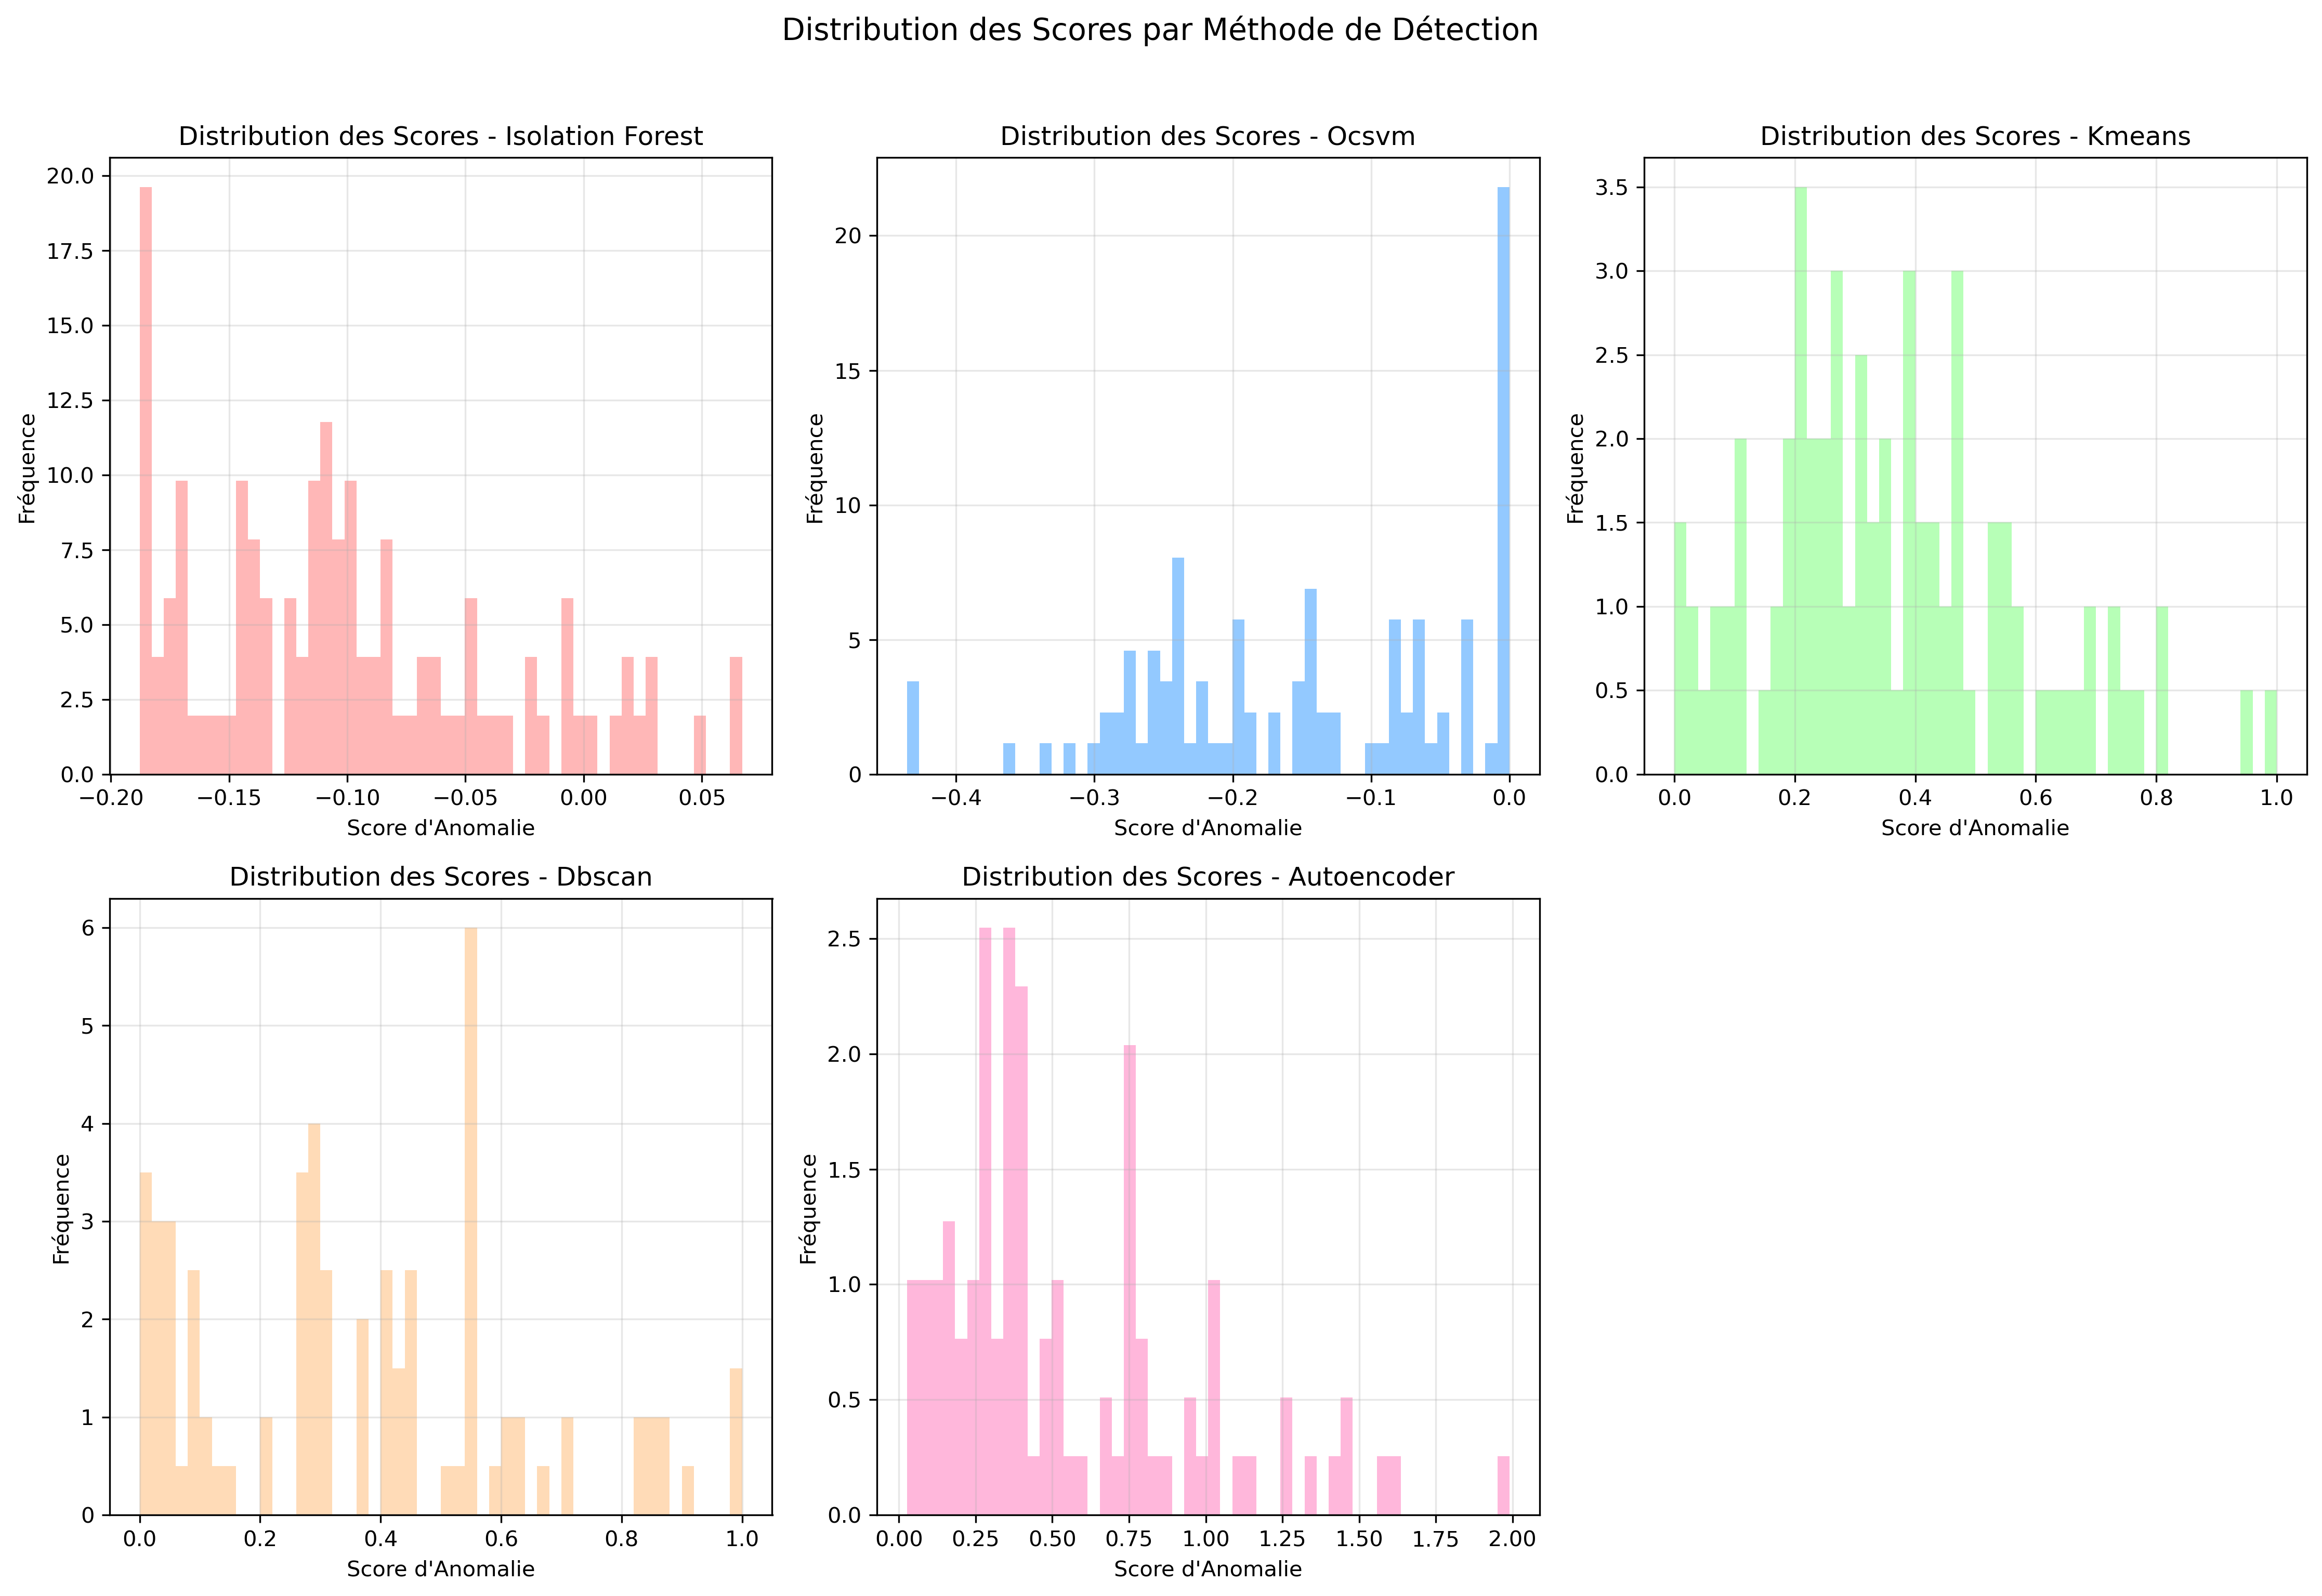 Distribution des Scores par Méthode de Détection
Distribution des Scores - Isolation Forest
Fréquence
20.0
17.5
15.0
12.5
10.0
7.5
5.0
2.5
0.0
−0.20 −0.15 −0.10 −0.05 0.00 0.05
Score d'Anomalie
Distribution des Scores - Ocsvm
Fréquence
20
15
10
5
0
−0.4 −0.3 −0.2 −0.1 0.0
Score d'Anomalie
Distribution des Scores - Kmeans
Fréquence
3.5
3.0
2.5
2.0
1.5
1.0
0.5
0.0
0.0 0.2 0.4 0.6 0.8 1.0
Score d'Anomalie
Distribution des Scores - Dbscan
Fréquence
6
5
4
3
2
1
0
0.0 0.2 0.4 0.6 0.8 1.0
Score d'Anomalie
Distribution des Scores - Autoencoder
Fréquence
2.5
2.0
1.5
1.0
0.5
0.0
0.00 0.25 0.50 0.75 1.00 1.25 1.50 1.75 2.00
Score d'Anomalie